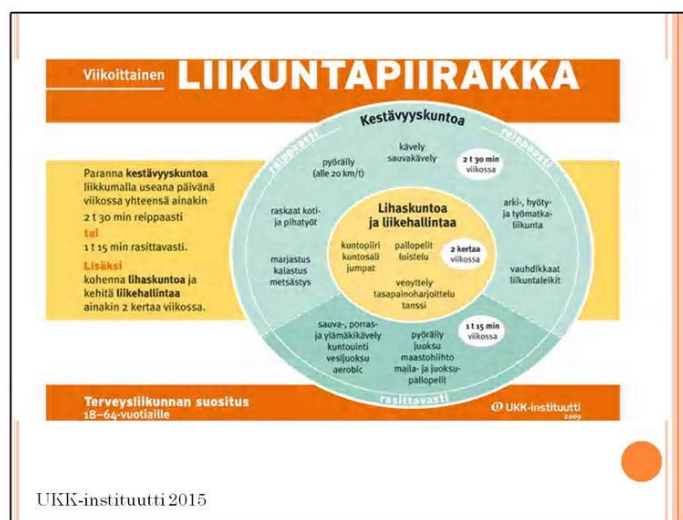 Viikoittainen LIIKUNTAPIIRAKKA
Paranna kestävyyskuntoa
liikkumalla useana päivänä
viikossa yhteensä ainakin
2 t 30 min reippaasti
tai
1 t 15 min rasittavasti.
Lisäksi
kohenna lihaskuntoa ja
kehitä liikehallintaa
ainakin 2 kertaa viikossa.
Kestävyyskuntoa
reippaasti
reippaasti
kävely
sauvakävely
2 t 30 min
viikossa
pyöräily
(alle 20 km/t)
raskaat koti-
ja pihatyöt
marjastus
kalastus
metsästys
arki-, hyöty-
ja työmatka-
liikunta
vauhdikkaat
liikuntaleikit
Lihaskuntoa
ja liikehallintaa
kuntopiiri
kuntosali
jumpat
pallopelit
luistelu
2 kertaa
viikossa
venyttely
tasapainoharjoittelu
tanssi
sauva-, porras-
ja ylämäkikävely
kuntouinti
vesijuoksu
aerobic
pyöräily
juoksu
maastohiihto
maila- ja juoksu-
pallopelit
1 t 15 min
viikossa
rasittavasti
Terveysliikunnan suositus
18–64-vuotiaille
UKK-instituutti
2009
UKK-instituutti 2015